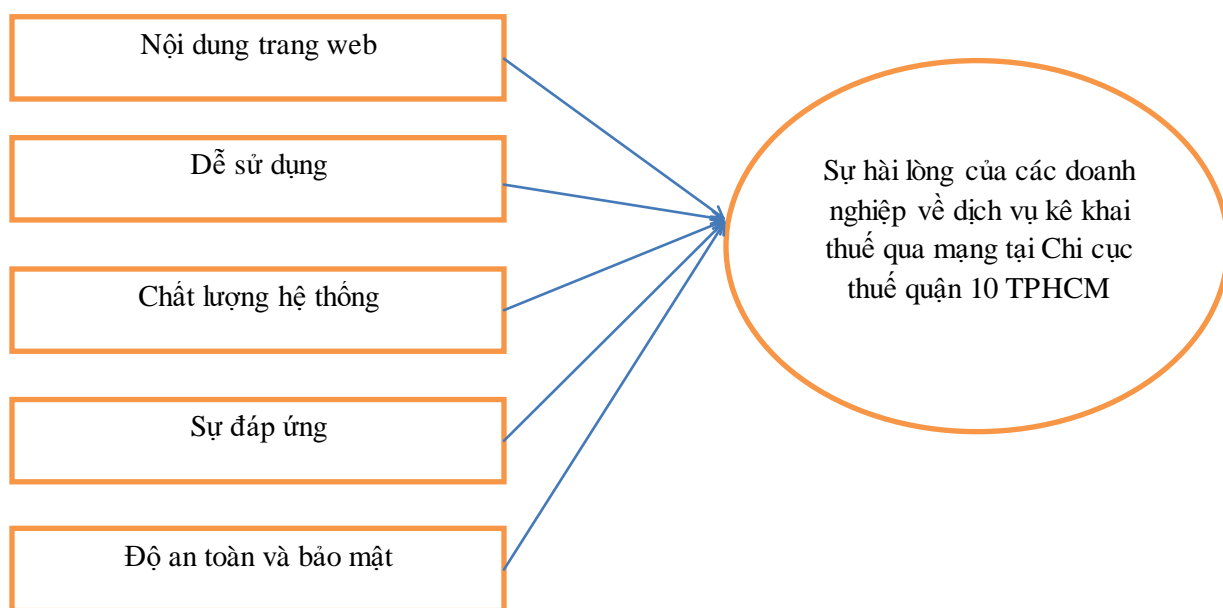 Nội dung trang web
Dễ sử dụng
Chất lượng hệ thống
Sự đáp ứng
Độ an toàn và bảo mật
Sự hài lòng của các doanh
nghiệp về dịch vụ kê khai
thuế qua mạng tại Chi cục
thuế quận 10 TPHCM